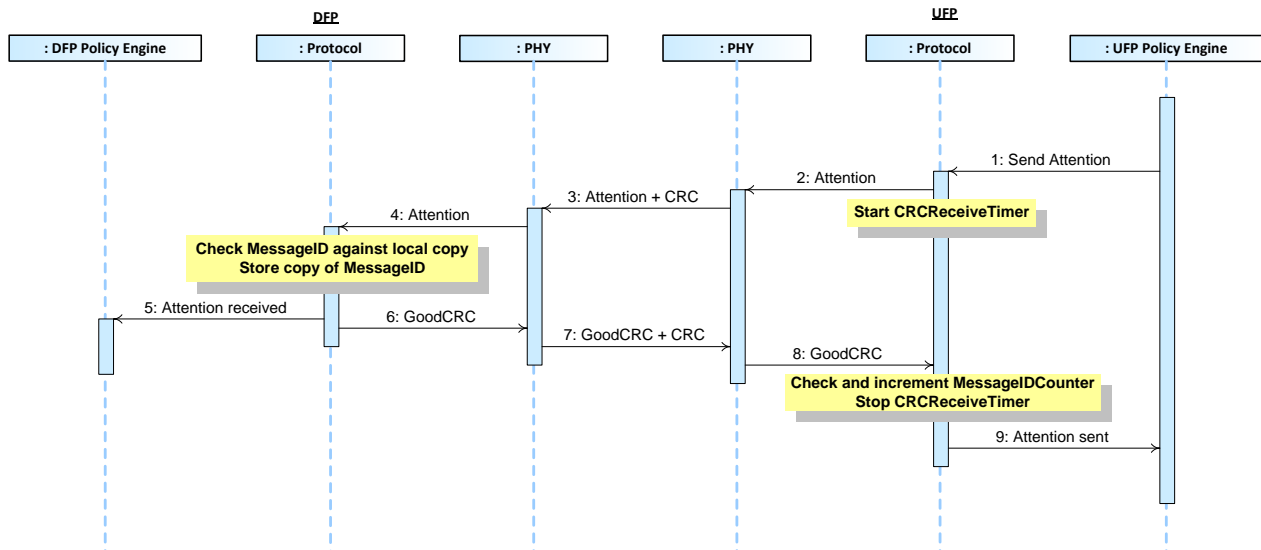 DFP
UFP
: DFP Policy Engine
: Protocol
: PHY
: PHY
: Protocol
: UFP Policy Engine
1: Send Attention
2: Attention
3: Attention + CRC
Start CRCReceiveTimer
4: Attention
Check MessageID against local copy
Store copy of MessageID
5: Attention received
6: GoodCRC
7: GoodCRC + CRC
8: GoodCRC
Check and increment MessageIDCounter
Stop CRCReceiveTimer
9: Attention sent